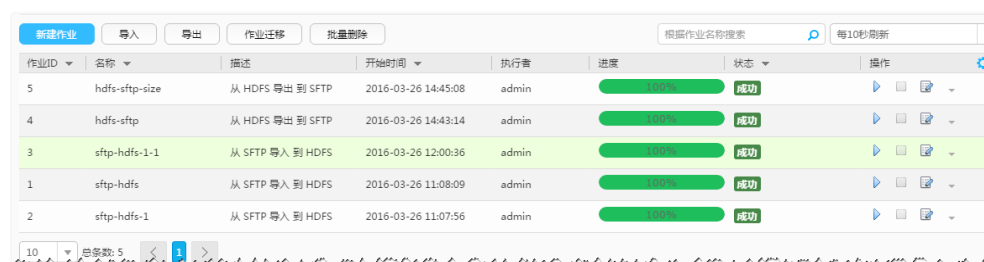 新建作业 导入 导出 作业迁移 批量删除 根据作业名称搜索 每10秒刷新
作业ID 名称 描述 开始时间 执行者 进度 状态 操作
5 hdfs-sftp-size 从 HDFS 导出 到 SFTP 2016-03-26 14:45:08 admin 100% 成功
4 hdfs-sftp 从 HDFS 导出 到 SFTP 2016-03-26 14:43:14 admin 100% 成功
3 sftp-hdfs-1-1 从 SFTP 导入 到 HDFS 2016-03-26 12:00:36 admin 100% 成功
1 sftp-hdfs 从 SFTP 导入 到 HDFS 2016-03-26 11:08:09 admin 100% 成功
2 sftp-hdfs-1 从 SFTP 导入 到 HDFS 2016-03-26 11:07:56 admin 100% 成功
10 总条数: 5 1